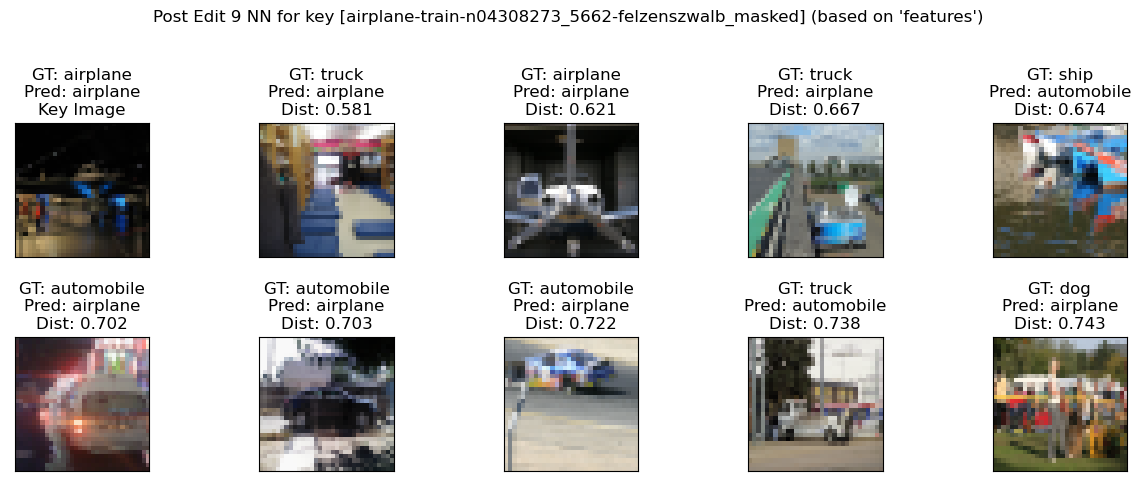 Post Edit 9 NN for key [airplane-train-n04308273_5662-felzenszwalb_masked] (based on 'features')
GT: airplane
Pred: airplane
Key Image
GT: truck
Pred: airplane
Dist: 0.581
GT: airplane
Pred: airplane
Dist: 0.621
GT: truck
Pred: airplane
Dist: 0.667
GT: ship
Pred: automobile
Dist: 0.674
GT: automobile
Pred: airplane
Dist: 0.702
GT: automobile
Pred: airplane
Dist: 0.703
GT: automobile
Pred: airplane
Dist: 0.722
GT: truck
Pred: automobile
Dist: 0.738
GT: dog
Pred: airplane
Dist: 0.743